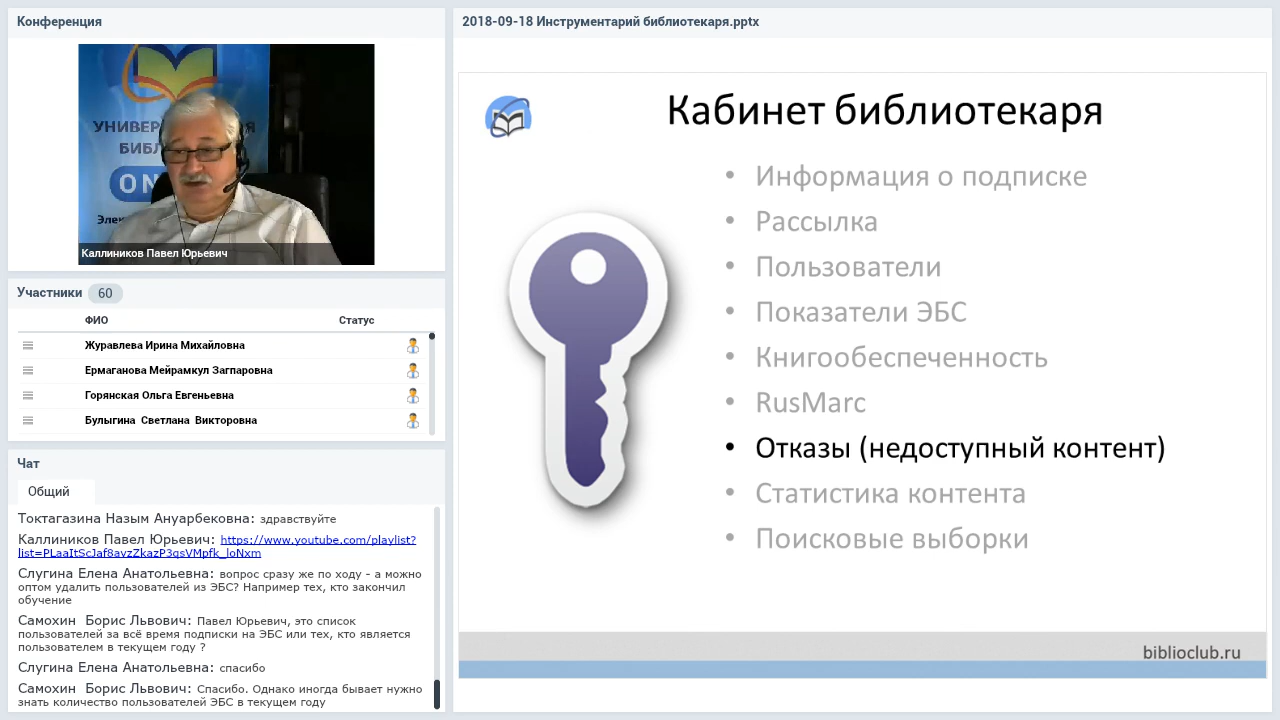 Конференция
УНИВЕР
БИБЛ
ON
Каллиников Павел Юрьевич
Участники 60
ФИО Статус
Журавлева Ирина Михайловна
Ермаганова Мейрамкул Загпаровна
Горянская Ольга Евгеньевна
Булыгина Светлана Викторовна
Чат
Общий
Токтагазина Назым Ануарбековна: здравствуйте
Каллиников Павел Юрьевич: https://www.youtube.com/playlist?
list=PLaaItScJaf8avzZkazP3qsVMpfk_loNxm
Слугина Елена Анатольевна: вопрос сразу же по ходу - а можно
оптом удалить пользователей из ЭБС? Например тех, кто закончил
обучение
Самохин Борис Львович: Павел Юрьевич, это список
пользователей за всё время подписки на ЭБС или тех, кто является
пользователем в текущем году ?
Слугина Елена Анатольевна: спасибо
Самохин Борис Львович: Спасибо. Однако иногда бывает нужно
знать количество пользователей ЭБС в текущем году
2018-09-18 Инструментарий библиотекаря.pptx
Кабинет библиотекаря
• Информация о подписке
• Рассылка
• Пользователи
• Показатели ЭБС
• Книгообеспеченность
• RusMarc
• Отказы (недоступный контент)
• Статистика контента
• Поисковые выборки
biblioclub.ru